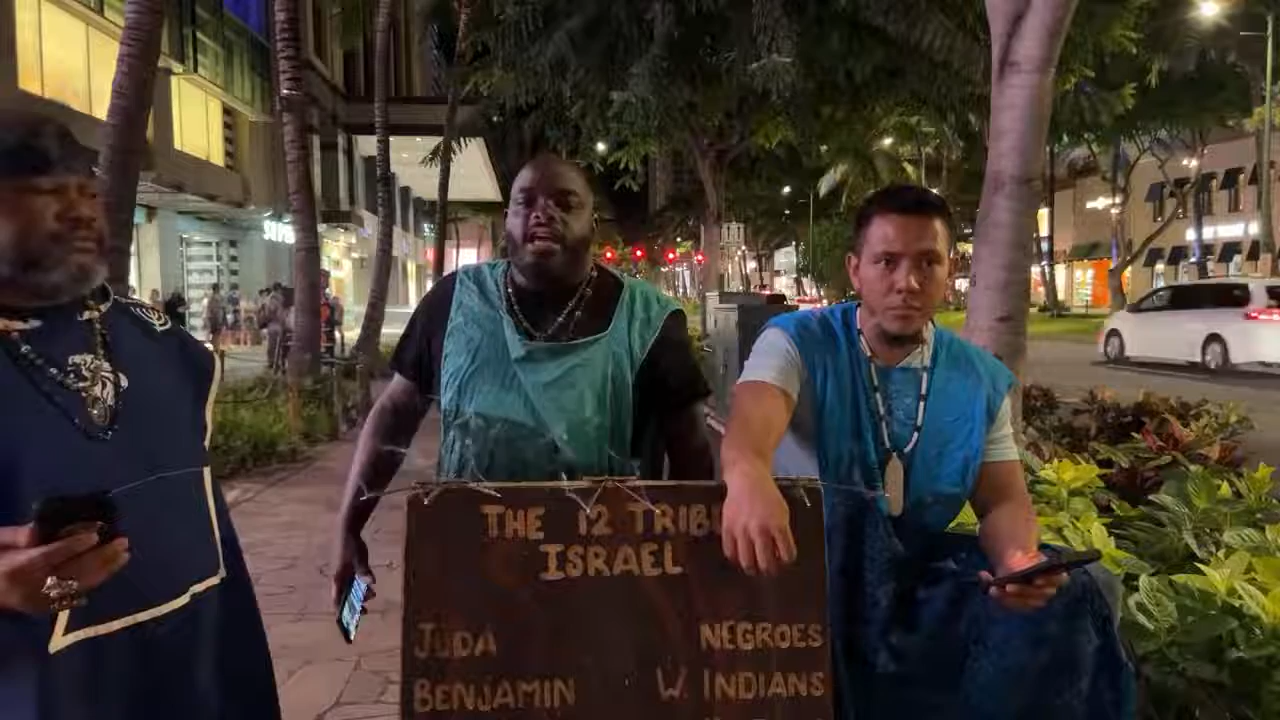 THE 12 TRIB
ISRAEL
JUDA NEGROES
BENJAMIN W. INDIANS